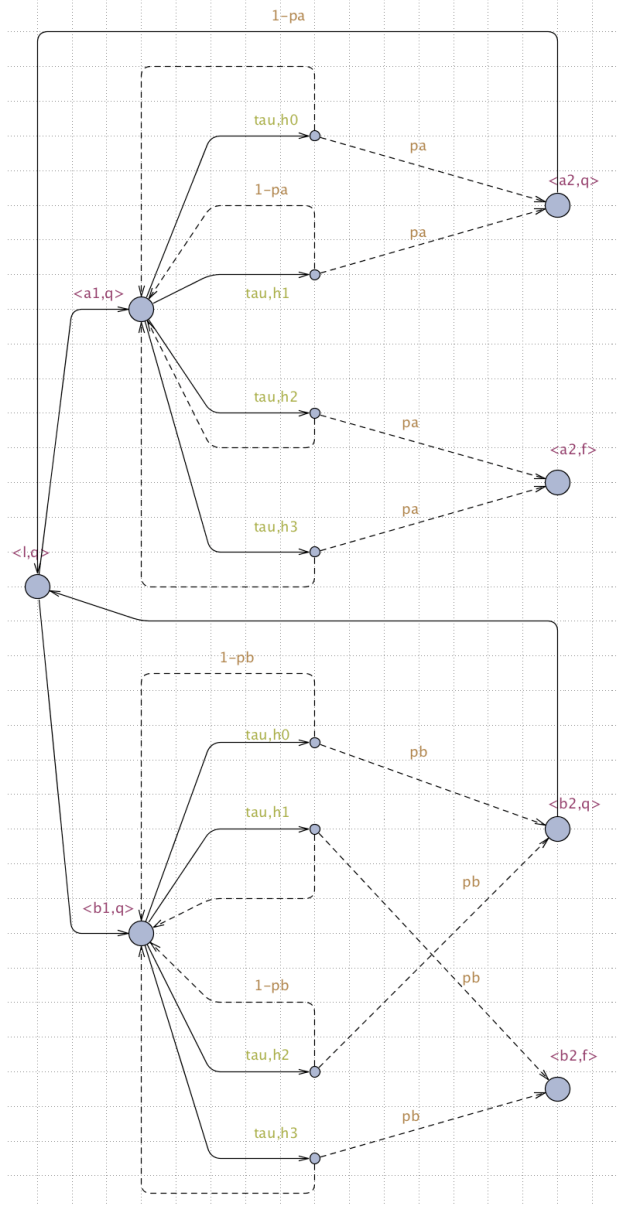 1-pa
tau,h0
pa
<a2,q>
1-pa
pa
<a1,q>
tau,h1
tau,h2
pa
<a2,f>
pa
tau,h3
<l,q>
1-pb
tau,h0
pb
<b2,q>
tau,h1
pb
<b1,q>
pb
1-pb
tau,h2
<b2,f>
pb
tau,h3